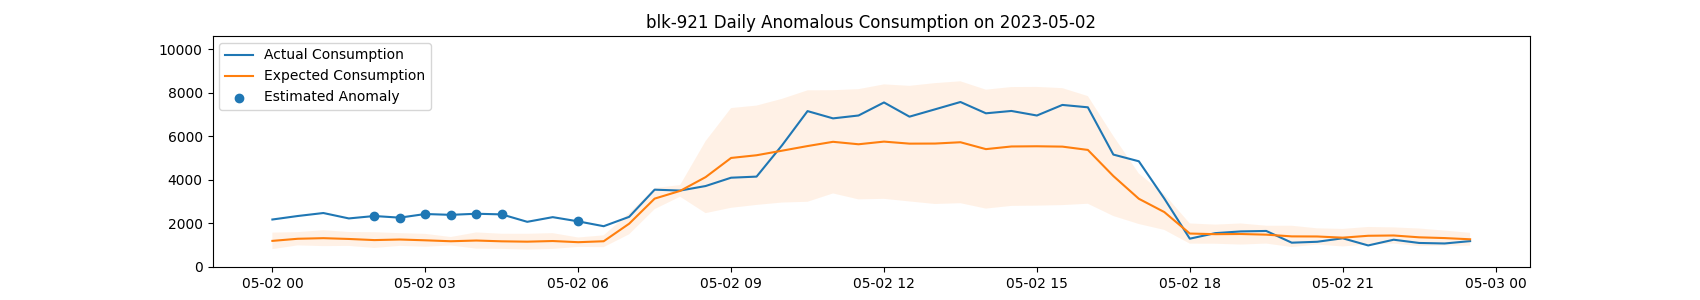 blk-921 Daily Anomalous Consumption on 2023-05-02
Actual Consumption
Expected Consumption
Estimated Anomaly
10000
8000
6000
4000
2000
0
05-02 00 05-02 03 05-02 06 05-02 09 05-02 12 05-02 15 05-02 18 05-02 21 05-03 00